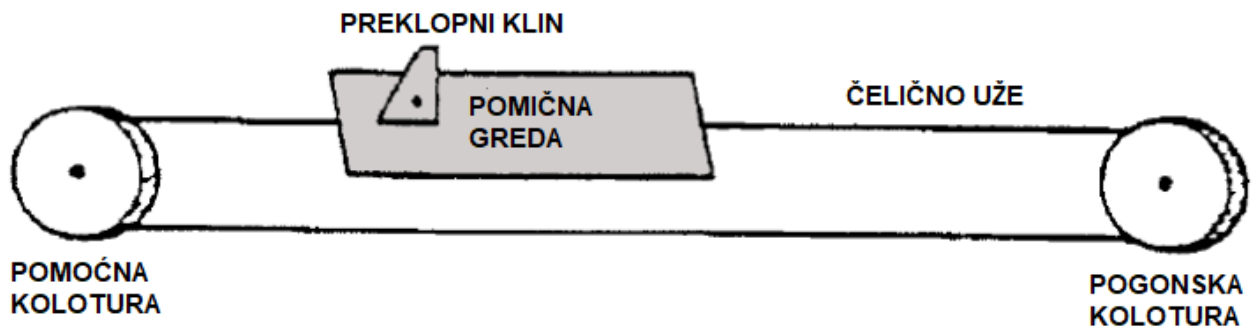 PREKLOPNI KLIN
POMIČNA
GREDA
ČELIČNO UŽE
POMOĆNA
KOLOTURA
POGONSKA
KOLOTURA